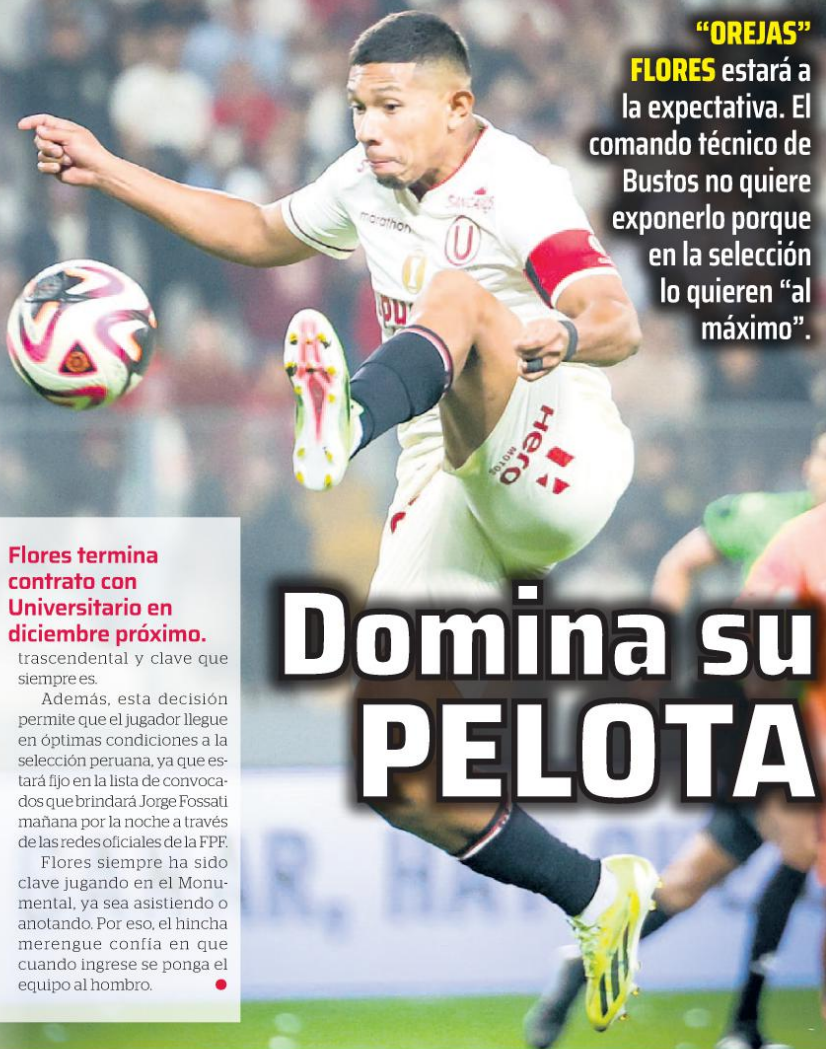 “OREJAS”
FLORES estará a
la expectativa. El
comando técnico de
Bustos no quiere
exponerlo porque
en la selección
lo quieren “al
máximo”.
marathon
U
1
Hero
MOTOS
Flores termina
contrato con
Universitario en
diciembre próximo.
trascendental y clave que
siempre es.
Además, esta decisión
permite que el jugador llegue
en óptimas condiciones a la
selección peruana, ya que es-
tará fijo en la lista de convoca-
dos que brindará Jorge Fossati
mañana por la noche a través
de las redes oficiales de la FPF.
Flores siempre ha sido
clave jugando en el Monu-
mental, ya sea asistiendo o
anotando. Por eso, el hincha
merengue confía en que
cuando ingrese se ponga el
equipo al hombro.
Domina su
PELOTA